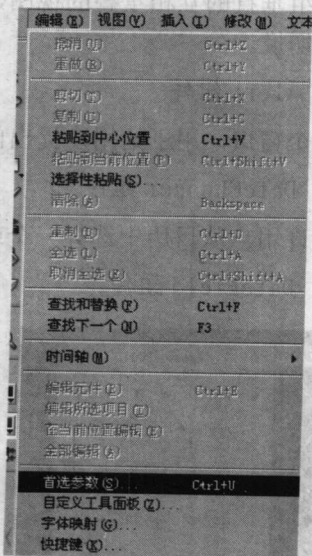 编辑(E) 视图(V) 插入(I) 修改(M) 文本
撤消(U) Ctrl+Z
重做(R) Ctrl+Y
剪切(T) Ctrl+X
复制(C) Ctrl+C
粘贴到中心位置 Ctrl+V
粘贴到当前位置(P) Ctrl+Shift+V
选择性粘贴(S)...
清除(A) Backspace
重制(D) Ctrl+D
全选(L) Ctrl+A
取消全选(E) Ctrl+Shift+A
查找和替换(F) Ctrl+F
查找下一个(N) F3
时间轴(M)
编辑元件(E) Ctrl+E
编辑所选项目(I)
在当前位置编辑(E)
全部编辑(A)
首选参数(S)... Ctrl+U
自定义工具面板(Z)...
字体映射(G)...
快捷键(K)...